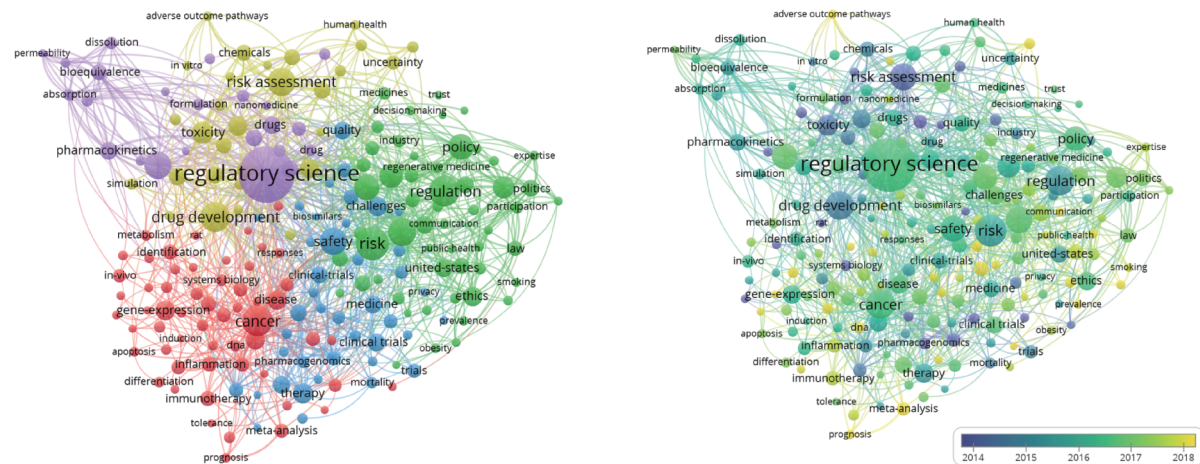 adverse outcome pathways
human health
dissolution
permeability
chemicals
in vitro
uncertainty
bioequivalence
risk assessment
absorption
medicines
trust
formulation
nanomedicine
decision-making
drugs
quality
toxicity
industry
policy
drug
pharmacokinetics
expertise
regenerative medicine
regulatory science
simulation
regulation
politics
participation
challenges
drug development
biosimilars
communication
metabolism
rat
safety
risk
identification
responses
public-health
law
in-vivo
clinical-trials
united-states
systems biology
smoking
disease
privacy
ethics
gene-expression
medicine
cancer
prevalence
induction
dna
clinical trials
apoptosis
obesity
inflammation
pharmacogenomics
trials
differentiation
mortality
immunotherapy
therapy
tolerance
meta-analysis
prognosis
adverse outcome pathways
human health
dissolution
permeability
chemicals
in vitro
uncertainty
bioequivalence
risk assessment
absorption
medicines
trust
formulation
nanomedicine
decision-making
drugs
quality
toxicity
industry
policy
drug
pharmacokinetics
expertise
regenerative medicine
regulatory science
simulation
regulation
politics
participation
challenges
drug development
biosimilars
communication
metabolism
rat
safety
risk
identification
responses
public-health
law
in-vivo
clinical-trials
united-states
systems biology
smoking
disease
privacy
ethics
gene-expression
medicine
cancer
prevalence
induction
dna
clinical trials
apoptosis
obesity
inflammation
pharmacogenomics
trials
differentiation
mortality
immunotherapy
therapy
tolerance
meta-analysis
prognosis
2014 2015 2016 2017 2018